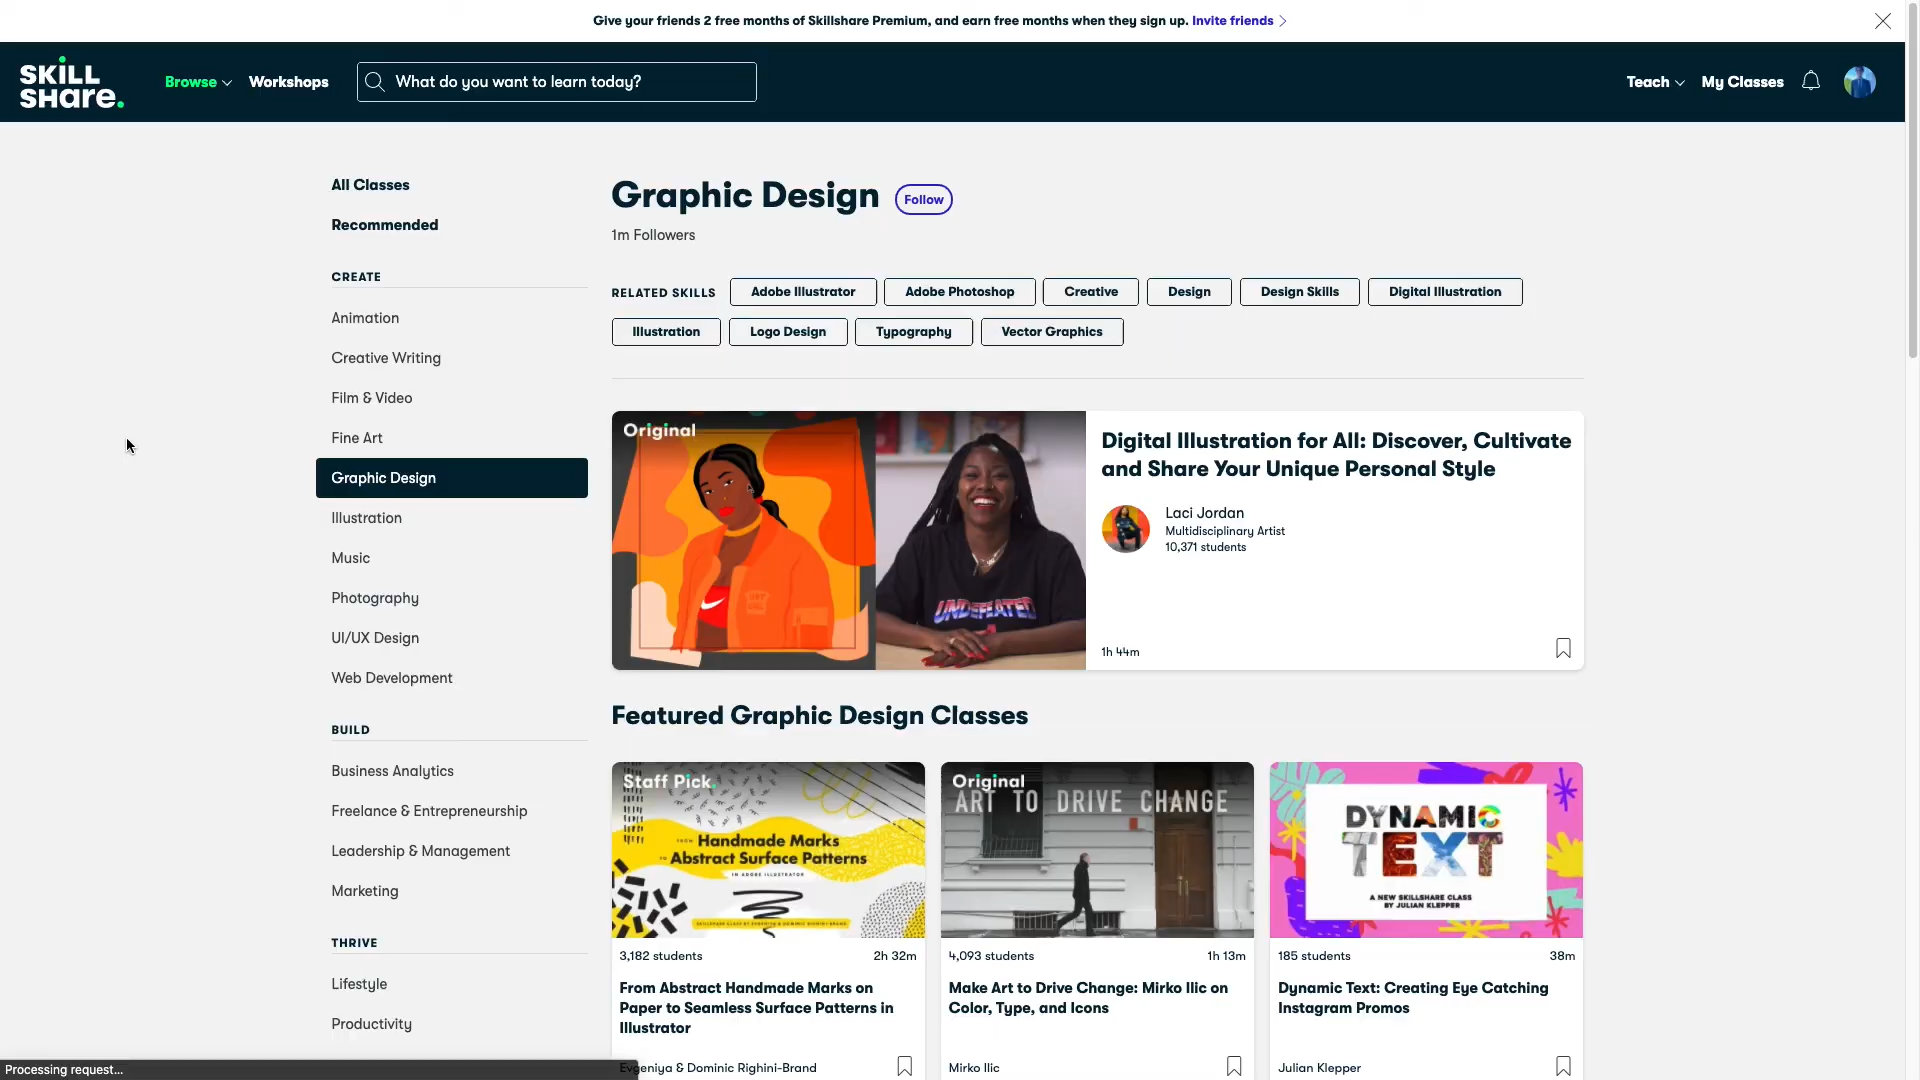 Give your friends 2 free months of Skillshare Premium, and earn free months when they sign up. Invite friends
SKILL
SHare.
Browse
Workshops
What do you want to learn today?
Teach
My Classes
All Classes
Recommended
CREATE
Animation
Creative Writing
Film & Video
Fine Art
Graphic Design
Illustration
Music
Photography
UI/UX Design
Web Development
BUILD
Business Analytics
Freelance & Entrepreneurship
Leadership & Management
Marketing
THRIVE
Lifestyle
Productivity
Graphic Design
Follow
1m Followers
RELATED SKILLS
Adobe Illustrator
Adobe Photoshop
Creative
Design
Design Skills
Digital Illustration
Illustration
Logo Design
Typography
Vector Graphics
Original
UNDEFEATED
Digital Illustration for All: Discover, Cultivate
and Share Your Unique Personal Style
Laci Jordan
Multidisciplinary Artist
10,371 students
1h 44m
Featured Graphic Design Classes
Staff Pick.
FROM Handmade Marks
TO Abstract Surface Patterns
IN ADOBE ILLUSTRATOR
3,182 students
2h 32m
From Abstract Handmade Marks on
Paper to Seamless Surface Patterns in
Illustrator
Evgeniya & Dominic Righini-Brand
Original
ART TO DRIVE CHANGE
4,093 students
1h 13m
Make Art to Drive Change: Mirko Ilic on
Color, Type, and Icons
Mirko Ilic
DYNAMIC
TEXT
A NEW SKILLSHARE CLASS
BY JULIAN KLEPPER
185 students
38m
Dynamic Text: Creating Eye Catching
Instagram Promos
Julian Klepper
Processing request...